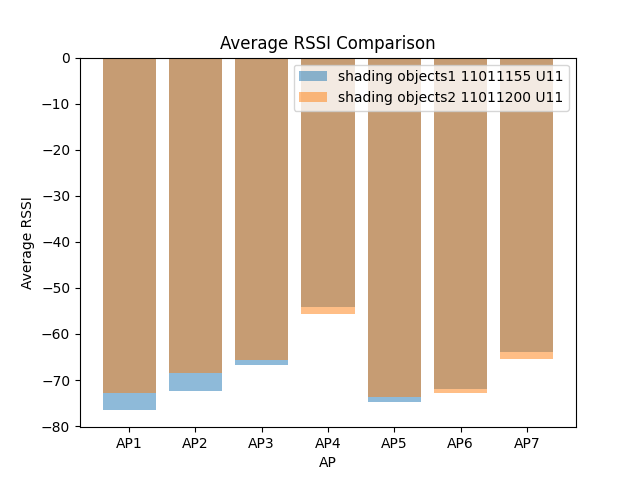 Average RSSI Comparison
shading objects1 11011155 U11
shading objects2 11011200 U11
0
−10
−20
−30
−40
−50
−60
−70
−80
Average RSSI
AP1 AP2 AP3 AP4 AP5 AP6 AP7
AP